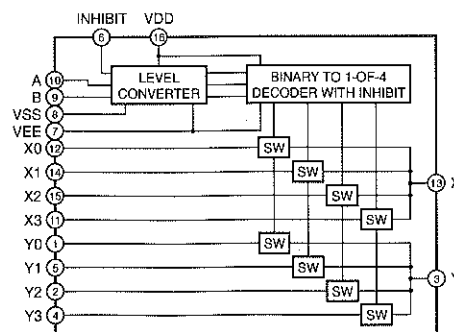 INHIBIT VDD
6 16
A 10
B 9
VSS 8
VEE 7
LEVEL
CONVERTER
BINARY TO 1-OF-4
DECODER WITH INHIBIT
X0 12 SW
X1 14 SW
13 X
X2 15 SW
X3 11 SW
Y0 1 SW
Y1 5 SW
3 Y
Y2 2 SW
Y3 4 SW